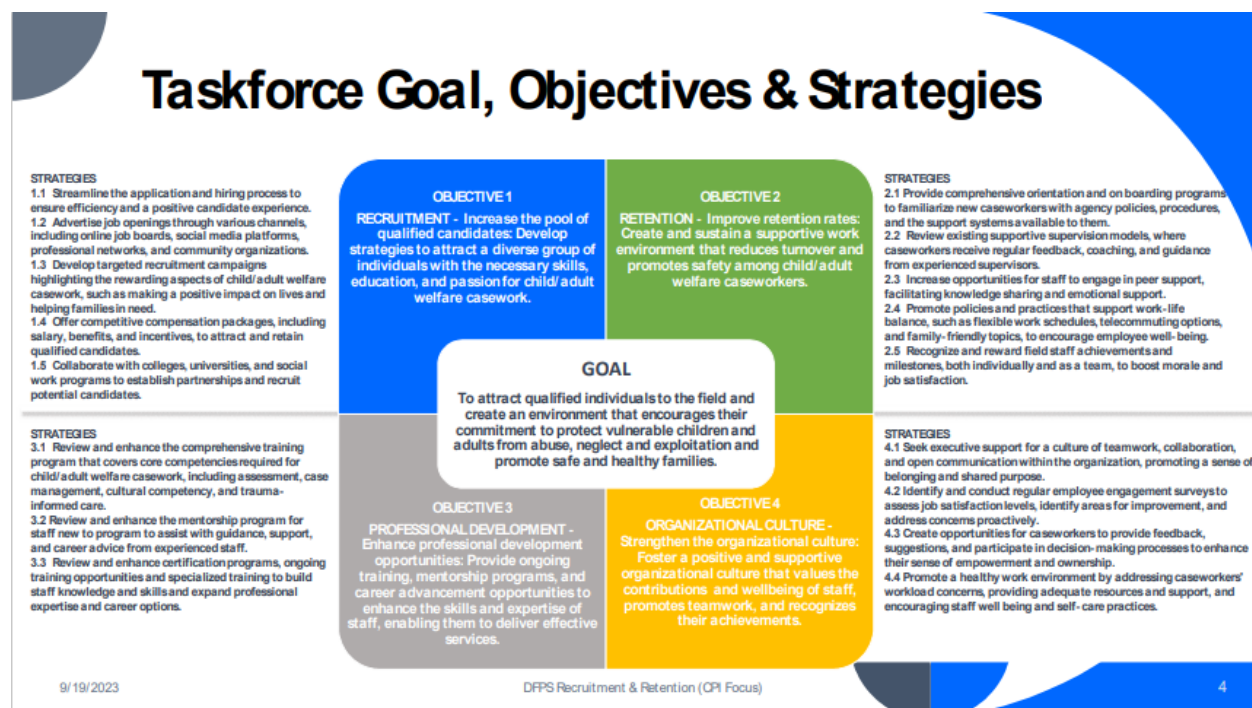 Taskforce Goal, Objectives & Strategies
STRATEGIES
1.1 Streamline the application and hiring process to
ensure efficiency and a positive candidate experience.
1.2 Advertise job openings through various channels,
including online job boards, social media platforms,
professional networks, and community organizations.
1.3 Develop targeted recruitment campaigns
highlighting the rewarding aspects of child/adult welfare
casework, such as making a positive impact on lives and
helping families in need.
1.4 Offer competitive compensation packages, including
salary, benefits, and incentives, to attract and retain
qualified candidates.
1.5 Collaborate with colleges, universities, and social
work programs to establish partnerships and recruit
potential candidates.
OBJECTIVE 1
RECRUITMENT - Increase the pool of
qualified candidates: Develop
strategies to attract a diverse group of
individuals with the necessary skills,
education, and passion for child/adult
welfare casework.
OBJECTIVE 2
RETENTION - Improve retention rates:
Create and sustain a supportive work
environment that reduces turnover and
promotes safety among child/adult
welfare caseworkers.
STRATEGIES
2.1 Provide comprehensive orientation and on boarding programs
to familiarize new caseworkers with agency policies, procedures,
and the support systems available to them.
2.2 Review existing supportive supervision models, where
caseworkers receive regular feedback, coaching, and guidance
from experienced supervisors.
2.3 Increase opportunities for staff to engage in peer support,
facilitating knowledge sharing and emotional support.
2.4 Promote policies and practices that support work-life
balance, such as flexible work schedules, telecommuting options,
and family-friendly topics, to encourage employee well-being.
2.5 Recognize and reward field staff achievements and
milestones, both individually and as a team, to boost morale and
job satisfaction.
GOAL
To attract qualified individuals to the field and
create an environment that encourages their
commitment to protect vulnerable children and
adults from abuse, neglect and exploitation and
promote safe and healthy families.
STRATEGIES
3.1 Review and enhance the comprehensive training
program that covers core competencies required for
child/adult welfare casework, including assessment, case
management, cultural competency, and trauma-
informed care.
3.2 Review and enhance the mentorship program for
staff new to program to assist with guidance, support,
and career advice from experienced staff.
3.3 Review and enhance certification programs, ongoing
training opportunities and specialized training to build
staff knowledge and skills and expand professional
expertise and career options.
OBJECTIVE 3
PROFESSIONAL DEVELOPMENT -
Enhance professional development
opportunities: Provide ongoing
training, mentorship programs, and
career advancement opportunities to
enhance the skills and expertise of
staff, enabling them to deliver effective
services.
OBJECTIVE 4
ORGANIZATIONAL CULTURE -
Strengthen the organizational culture:
Foster a positive and supportive
organizational culture that values the
contributions and wellbeing of staff,
promotes teamwork, and recognizes
their achievements.
STRATEGIES
4.1 Seek executive support for a culture of teamwork, collaboration,
and open communication within the organization, promoting a sense of
belonging and shared purpose.
4.2 Identify and conduct regular employee engagement surveys to
assess job satisfaction levels, identify areas for improvement, and
address concerns proactively.
4.3 Create opportunities for caseworkers to provide feedback,
suggestions, and participate in decision-making processes to enhance
their sense of empowerment and ownership.
4.4 Promote a healthy work environment by addressing caseworkers'
workload concerns, providing adequate resources and support, and
encouraging staff well being and self-care practices.
9/19/2023
DFPS Recruitment & Retention (CPI Focus)
4